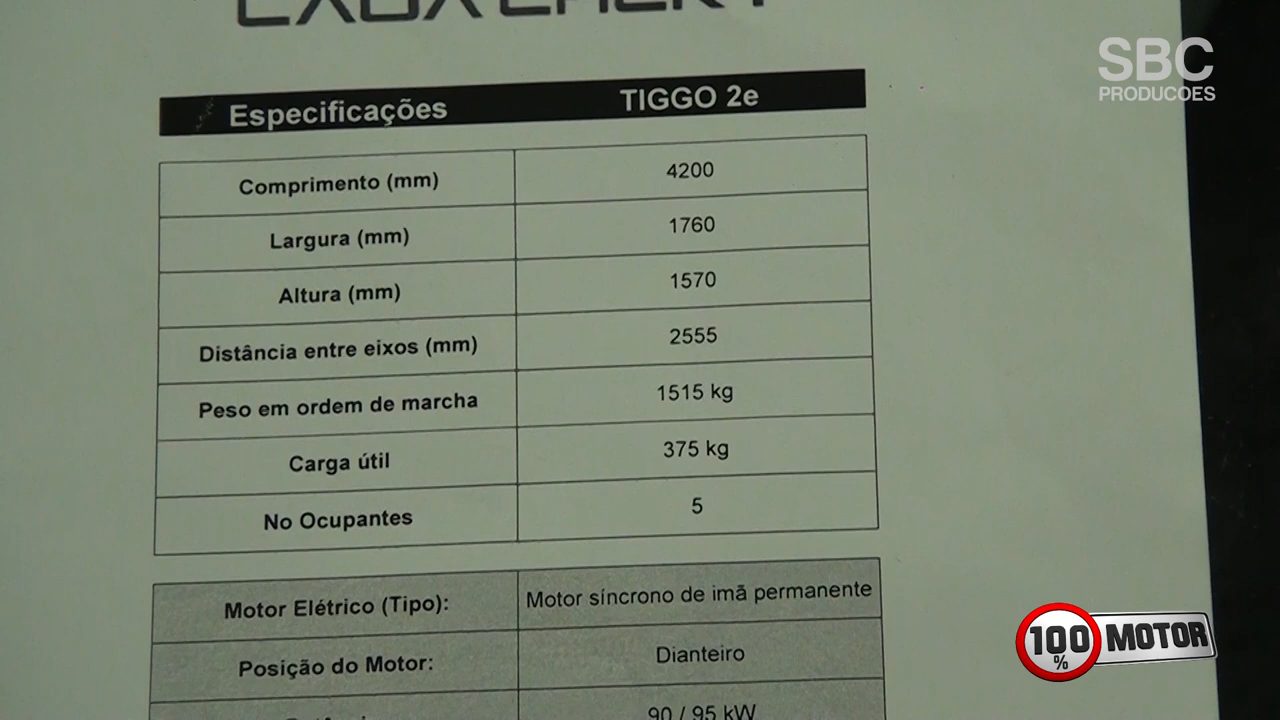 CAOA CHERY
SBC
PRODUCOES
Especificações TIGGO 2e
Comprimento (mm) 4200
Largura (mm) 1760
Altura (mm) 1570
Distância entre eixos (mm) 2555
Peso em ordem de marcha 1515 kg
Carga útil 375 kg
No Ocupantes 5
Motor Elétrico (Tipo): Motor síncrono de imã permanente
Posição do Motor: Dianteiro
90 / 95 kW
100% MOTOR